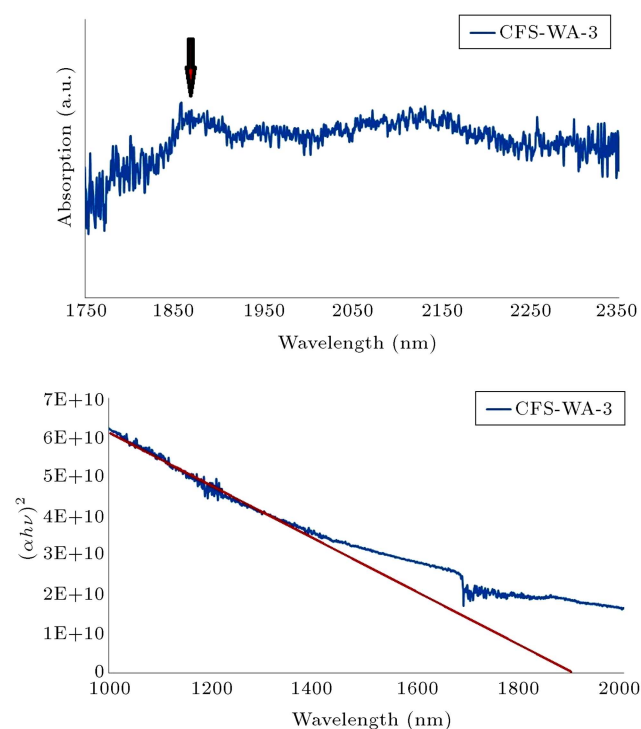 CFS-WA-3
Absorption (a.u.)
1750 1850 1950 2050 2150 2250 2350
Wavelength (nm)
CFS-WA-3
7E+10
6E+10
5E+10
4E+10
3E+10
2E+10
1E+10
0
(αhν)²
1000 1200 1400 1600 1800 2000
Wavelength (nm)